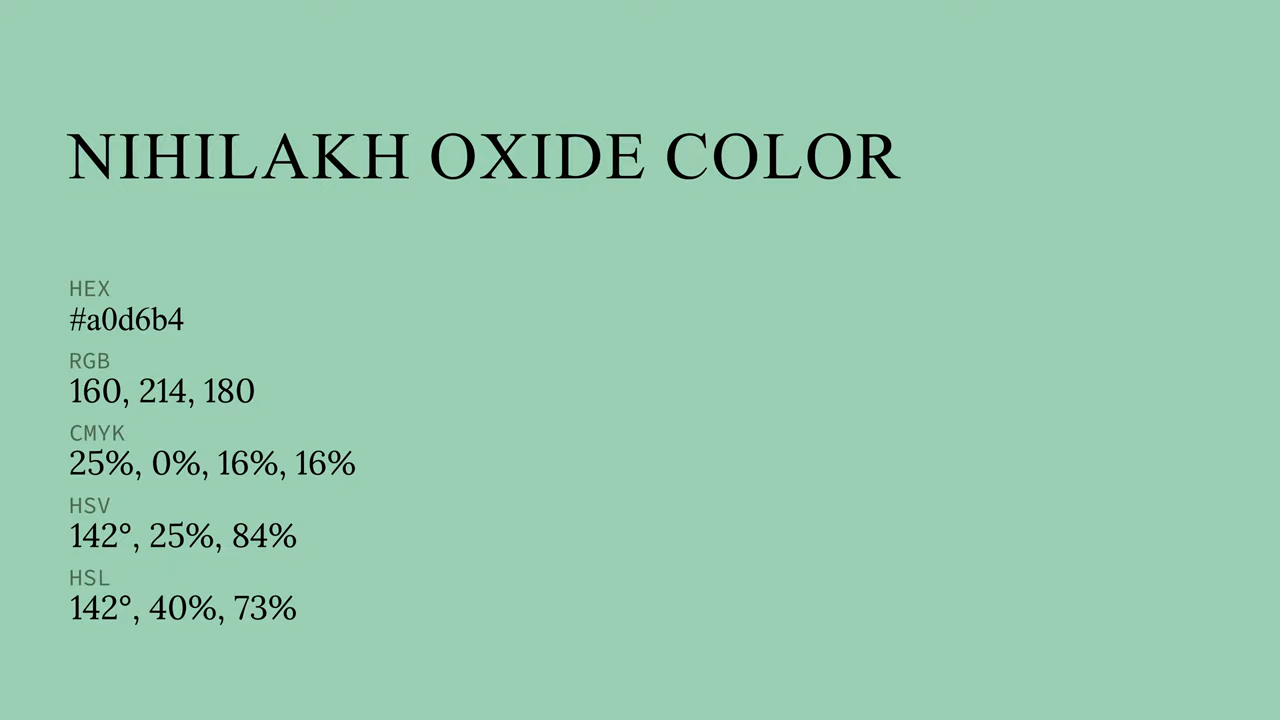 NIHILAKH OXIDE COLOR
HEX
#a0d6b4
RGB
160, 214, 180
CMYK
25%, 0%, 16%, 16%
HSV
142°, 25%, 84%
HSL
142°, 40%, 73%